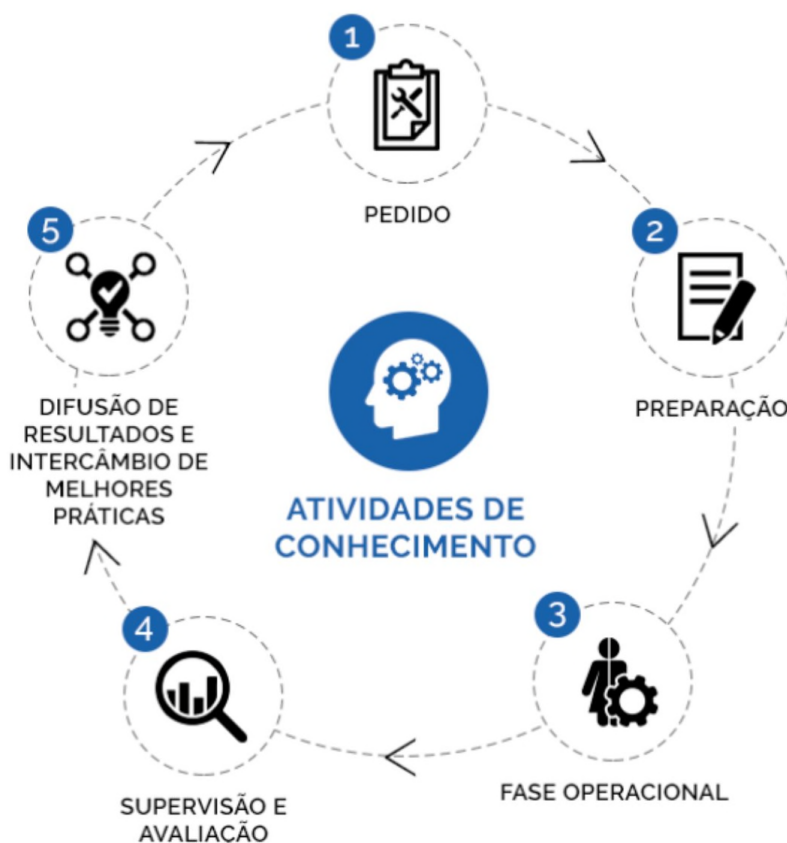 1
PEDIDO
2
PREPARAÇÃO
3
FASE OPERACIONAL
4
SUPERVISÃO E
AVALIAÇÃO
5
DIFUSÃO DE
RESULTADOS E
INTERCÂMBIO DE
MELHORES
PRÁTICAS
ATIVIDADES DE
CONHECIMENTO